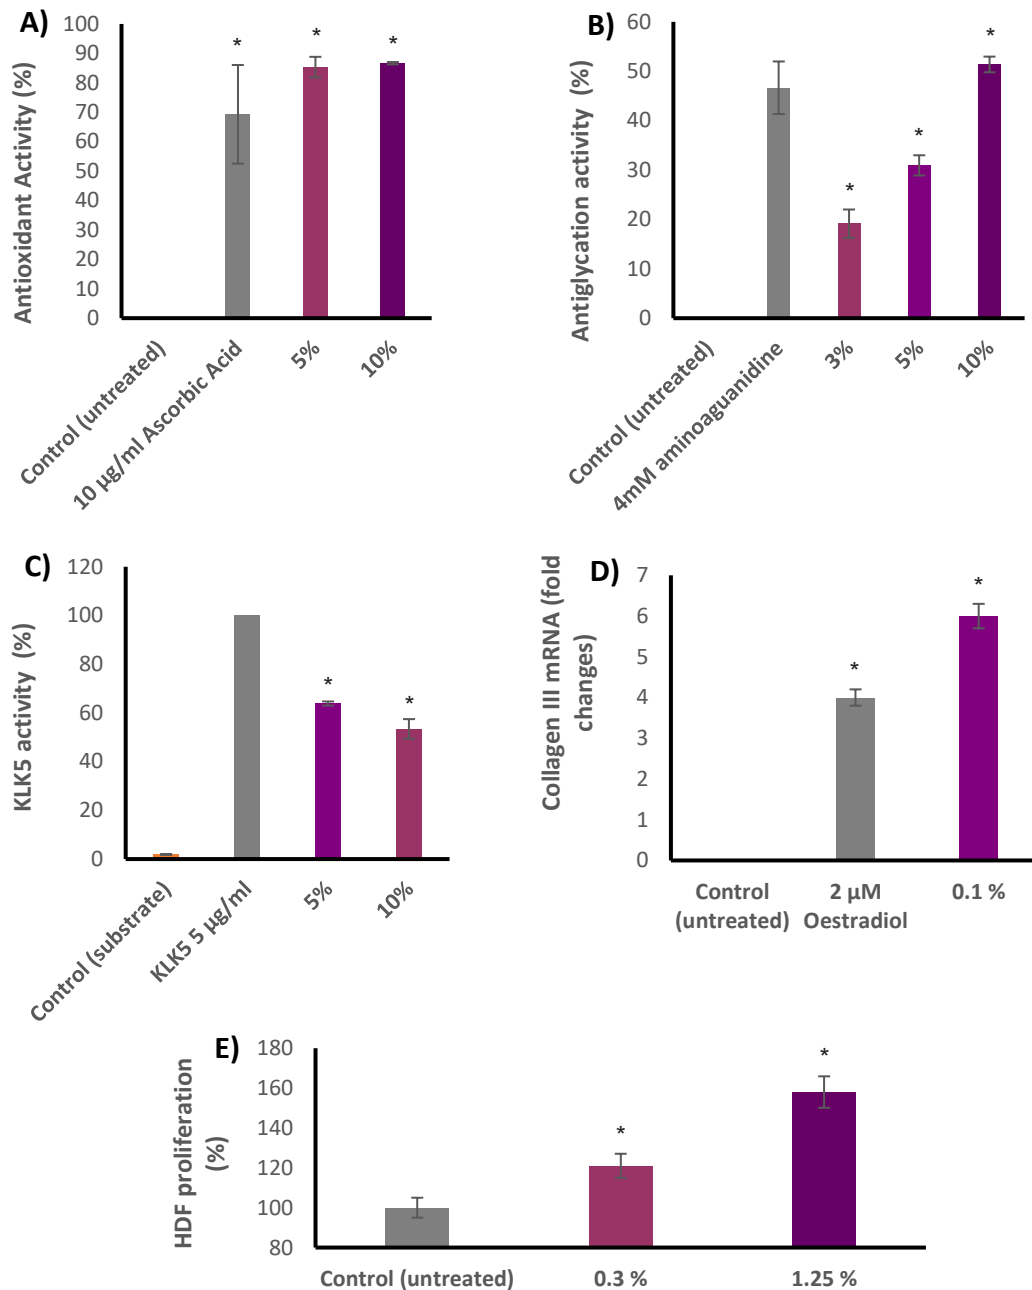 A)
Antioxidant Activity (%)
100
90
80
70
60
50
40
30
20
10
0
*
*
*
Control (untreated)
10 µg/ml Ascorbic Acid
5%
10%
B)
Antiglycation activity (%)
60
50
40
30
20
10
0
*
*
*
Control (untreated)
4mM aminoaguanidine
3%
5%
10%
C)
KLK5 activity (%)
120
100
80
60
40
20
0
*
*
Control (substrate)
KLK5 5 µg/ml
5%
10%
D)
Collagen III mRNA (fold
changes)
7
6
5
4
3
2
1
0
*
*
Control
(untreated)
2 µM
Oestradiol
0.1 %
E)
HDF proliferation
(%)
180
160
140
120
100
80
*
*
Control (untreated)
0.3 %
1.25 %